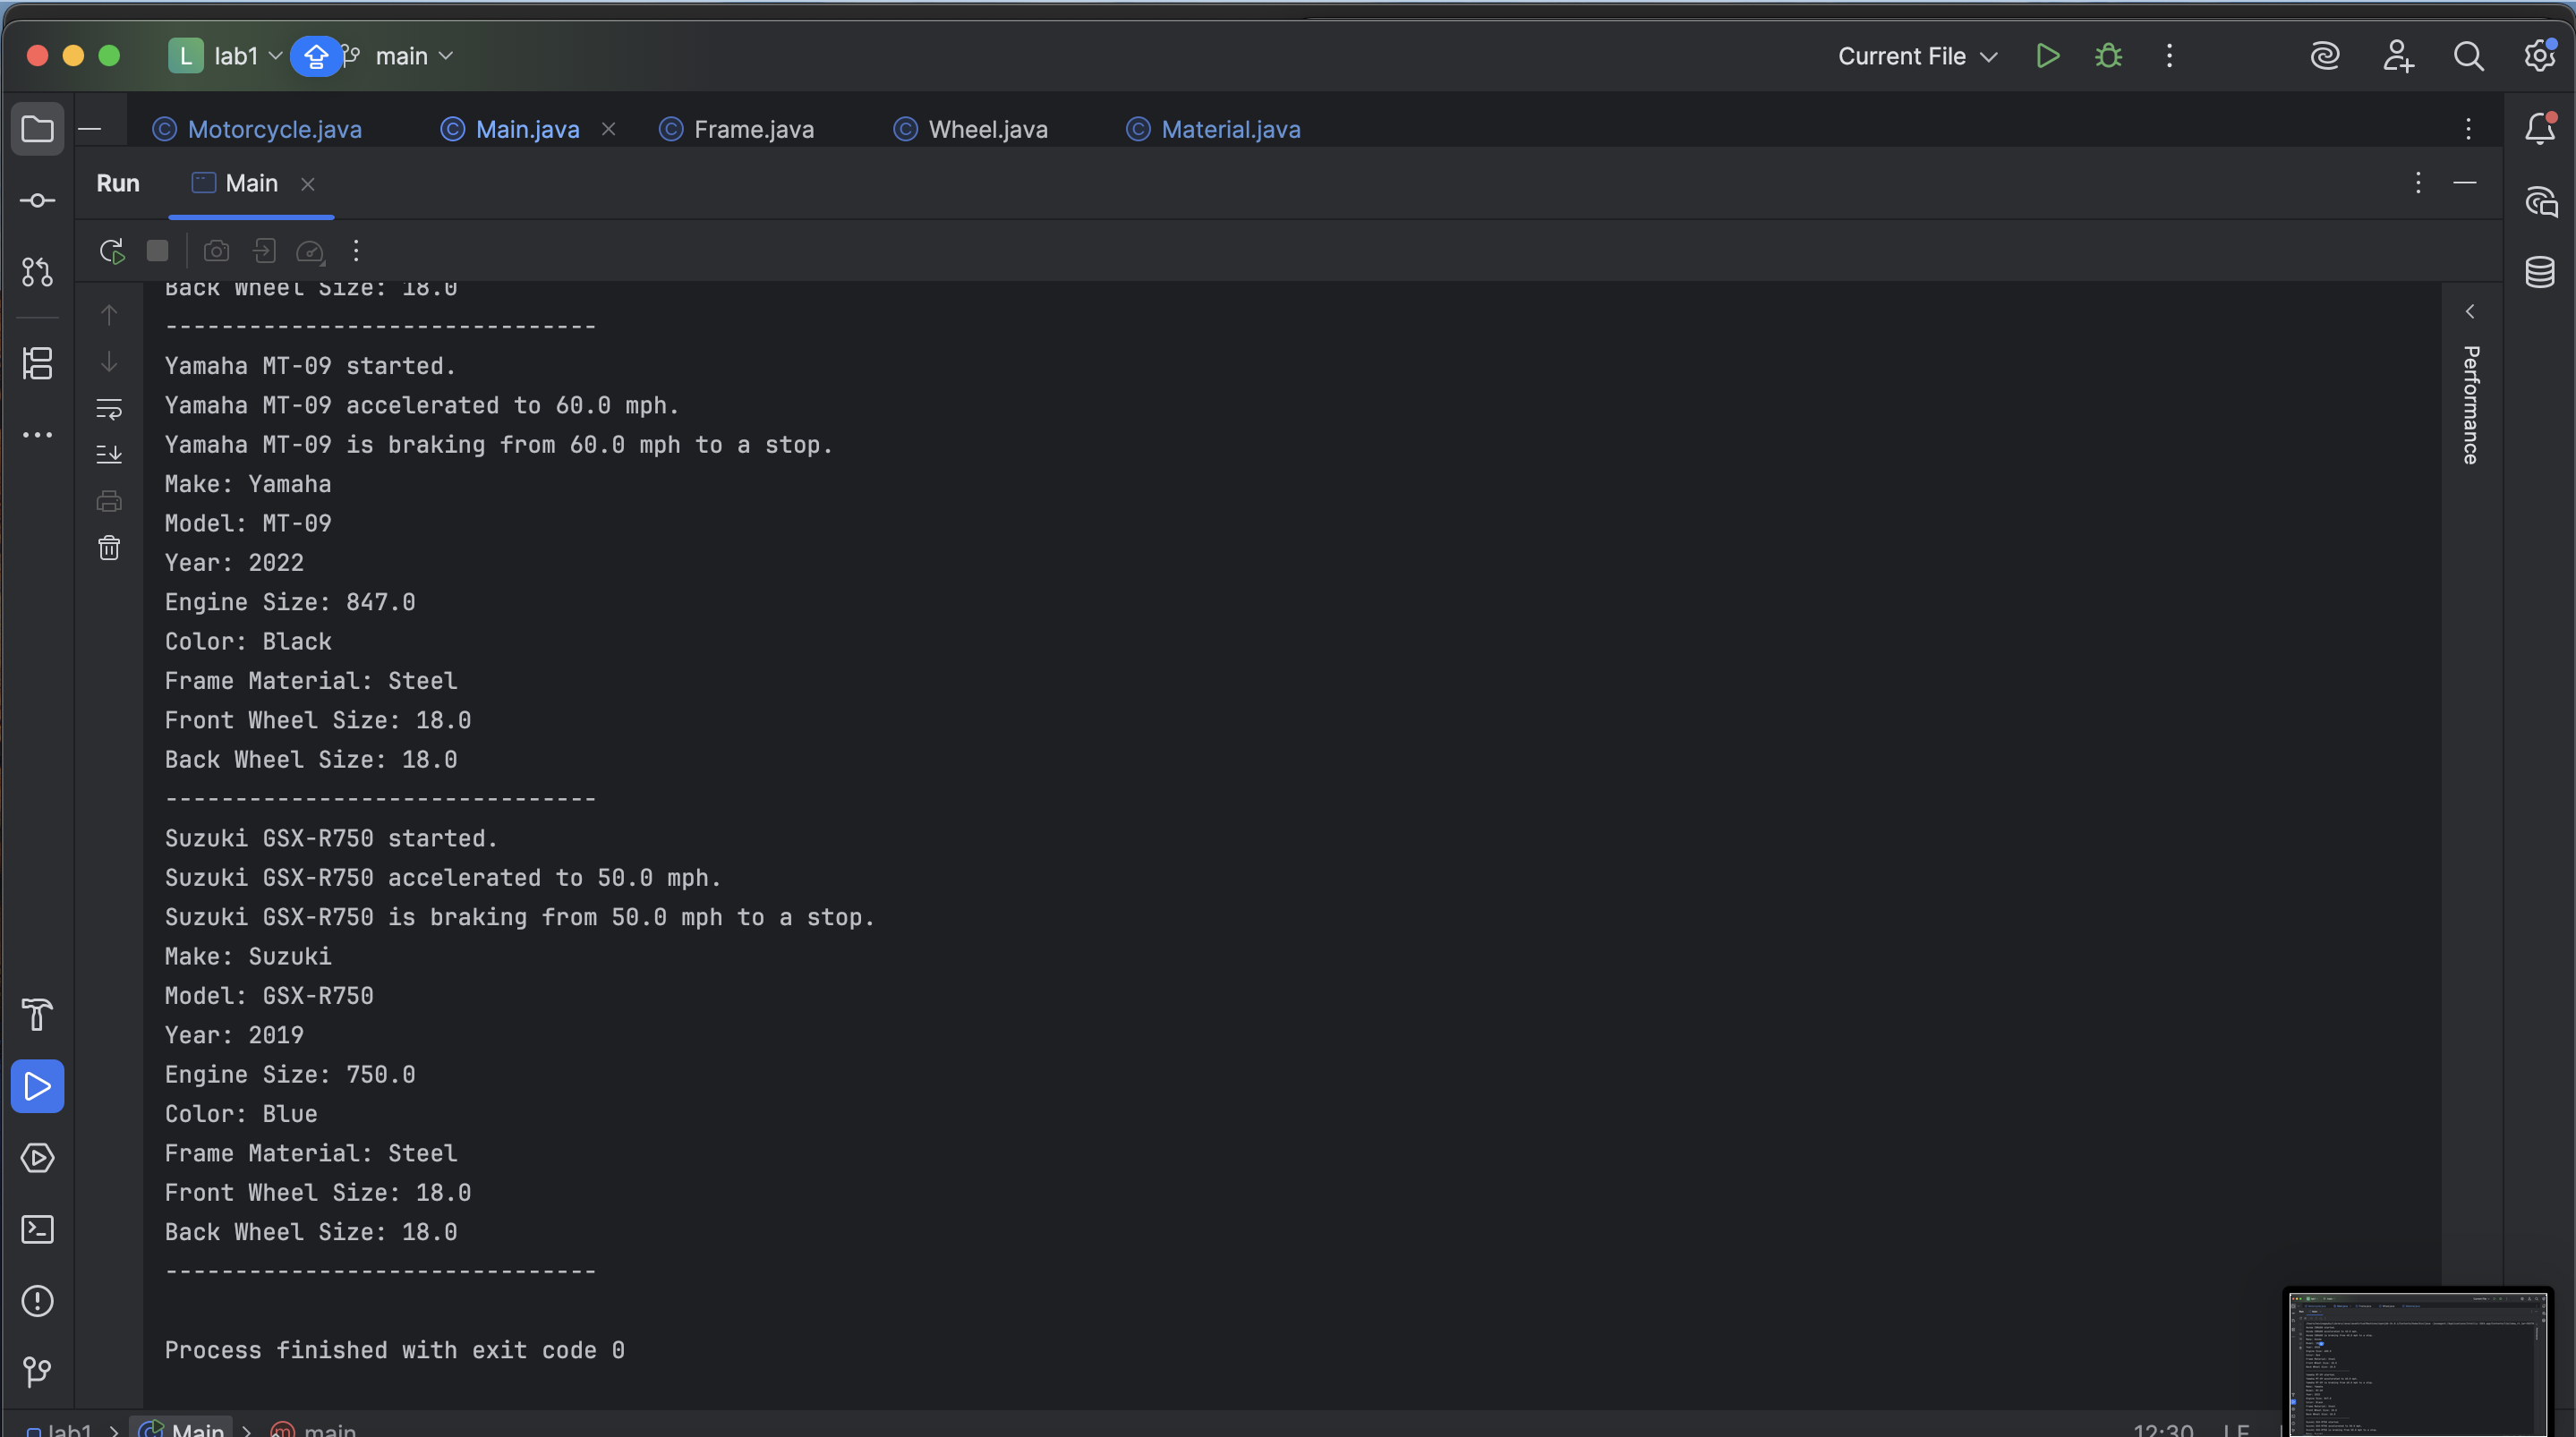 L lab1 main Current File
Motorcycle.java Main.java Frame.java Wheel.java Material.java
Run Main
Back Wheel Size: 18.0
-------------------------------
Yamaha MT-09 started.
Yamaha MT-09 accelerated to 60.0 mph.
Yamaha MT-09 is braking from 60.0 mph to a stop.
Make: Yamaha
Model: MT-09
Year: 2022
Engine Size: 847.0
Color: Black
Frame Material: Steel
Front Wheel Size: 18.0
Back Wheel Size: 18.0
-------------------------------
Suzuki GSX-R750 started.
Suzuki GSX-R750 accelerated to 50.0 mph.
Suzuki GSX-R750 is braking from 50.0 mph to a stop.
Make: Suzuki
Model: GSX-R750
Year: 2019
Engine Size: 750.0
Color: Blue
Frame Material: Steel
Front Wheel Size: 18.0
Back Wheel Size: 18.0
-------------------------------
Process finished with exit code 0
Performance
lab1 > Main > main 12:30 LF